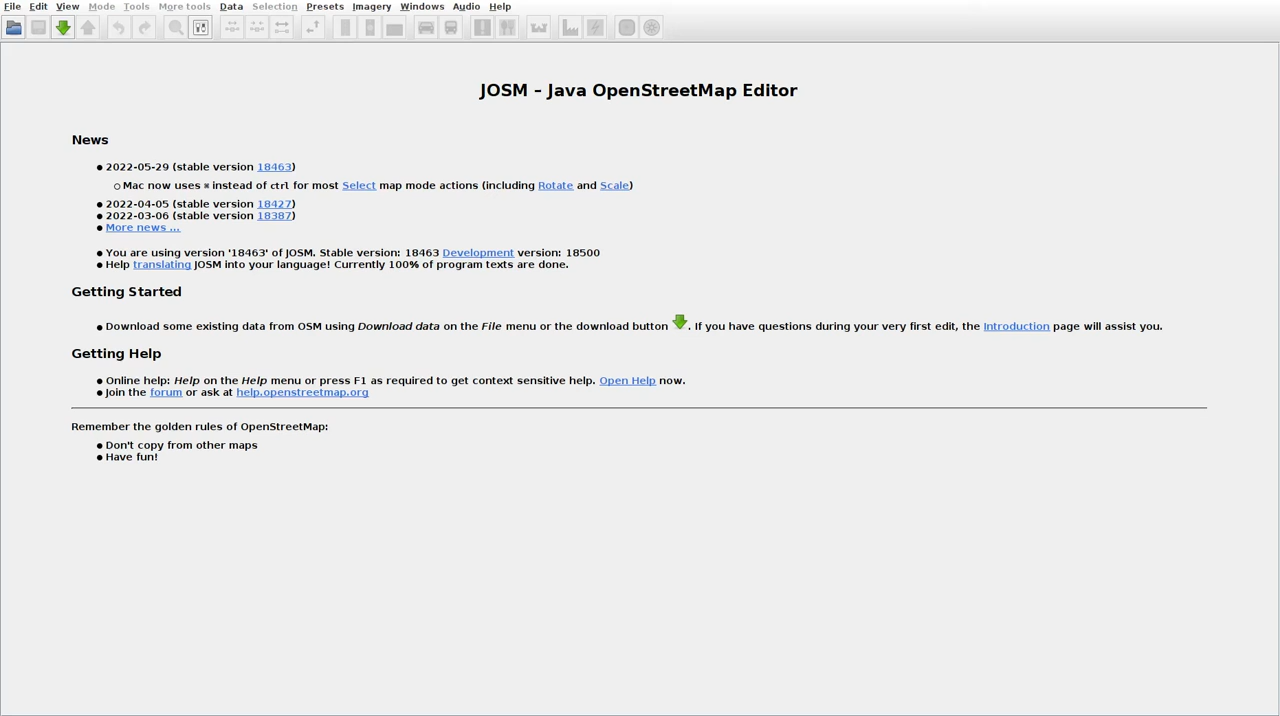 File Edit View Mode Tools More tools Data Selection Presets Imagery Windows Audio Help
JOSM – Java OpenStreetMap Editor
News
2022-05-29 (stable version 18463)
Mac now uses ⌘ instead of ctrl for most Select map mode actions (including Rotate and Scale)
2022-04-05 (stable version 18427)
2022-03-06 (stable version 18387)
More news ...
You are using version '18463' of JOSM. Stable version: 18463 Development version: 18500
Help translating JOSM into your language! Currently 100% of program texts are done.
Getting Started
Download some existing data from OSM using Download data on the File menu or the download button . If you have questions during your very first edit, the Introduction page will assist you.
Getting Help
Online help: Help on the Help menu or press F1 as required to get context sensitive help. Open Help now.
Join the forum or ask at help.openstreetmap.org
Remember the golden rules of OpenStreetMap:
Don't copy from other maps
Have fun!